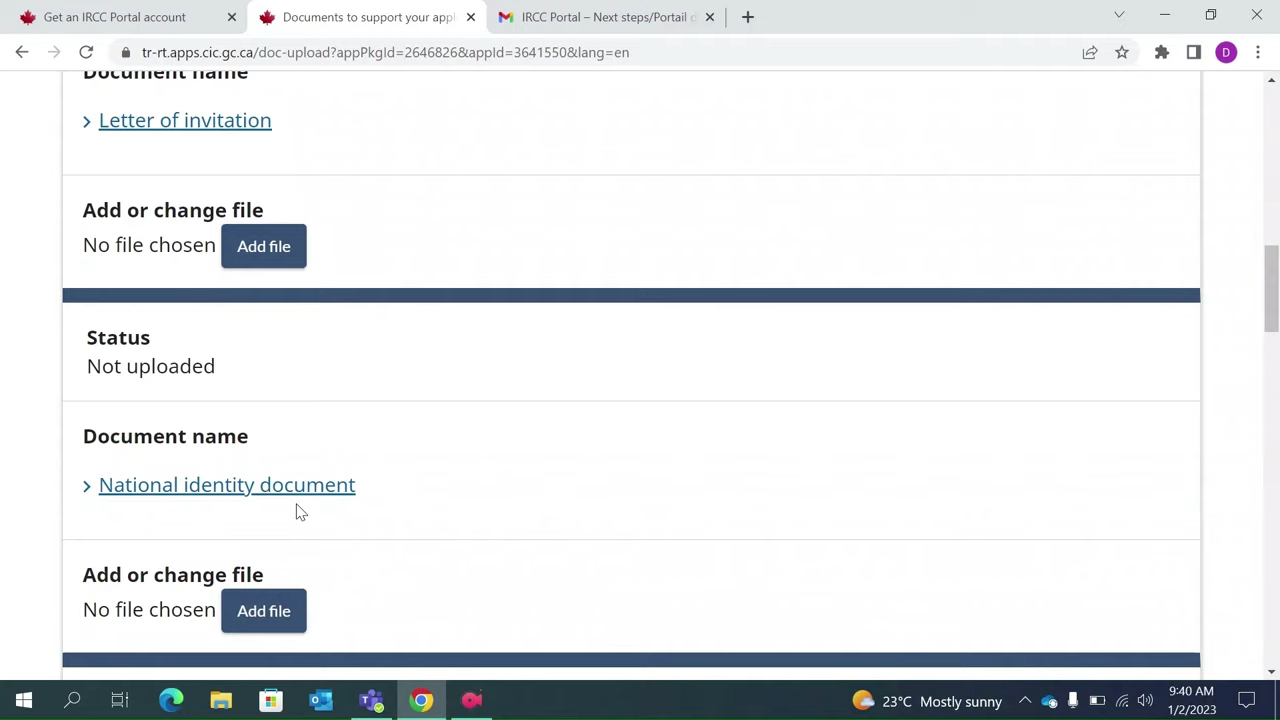 Get an IRCC Portal account
Documents to support your appl
IRCC Portal – Next steps/Portail d
tr-rt.apps.cic.gc.ca/doc-upload?appPkgId=2646826&appId=3641550&lang=en
D
Document name
Letter of invitation
Add or change file
No file chosen
Add file
Status
Not uploaded
Document name
National identity document
Add or change file
No file chosen
Add file
23°C Mostly sunny
9:40 AM
1/2/2023